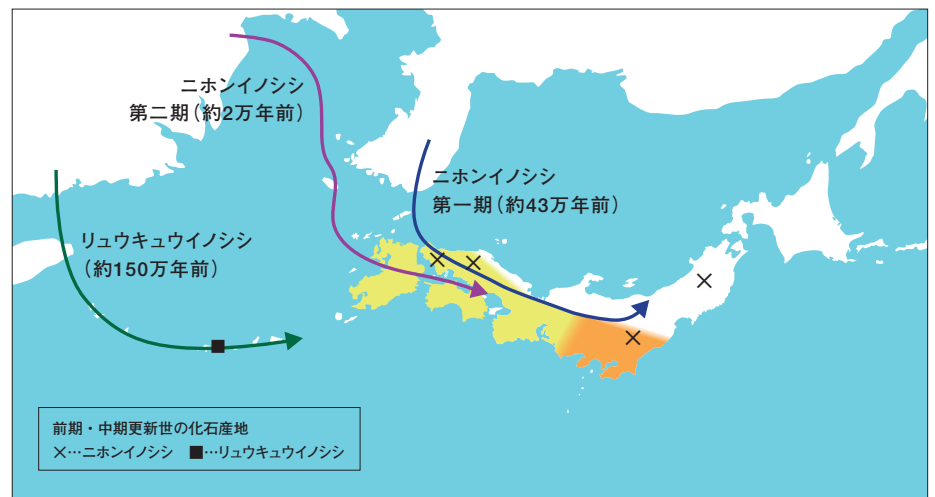 ニホンイノシシ
第二期（約2万年前）
ニホンイノシシ
第一期（約43万年前）
リュウキュウイノシシ
（約150万年前）
前期・中期更新世の化石産地
×…ニホンイノシシ ■…リュウキュウイノシシ